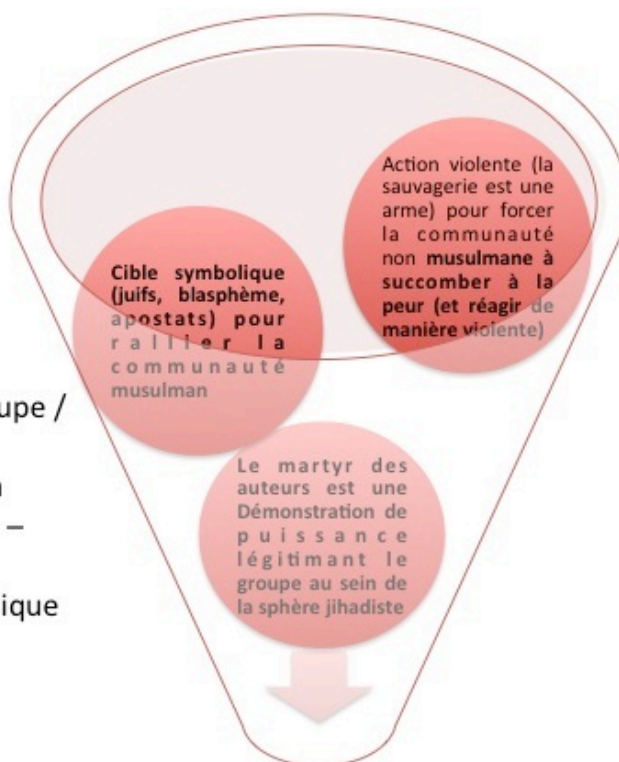 Action violente (la
sauvagerie est une
arme) pour forcer
la communauté
non musulmane à
succomber à la
peur (et réagir de
manière violente)
Cible symbolique
(juifs, blasphème,
apostats) pour
rallier la
communauté
musulman
upe /
–
ique
Le martyr des
auteurs est une
Démonstration de
puissance
légitimant le
groupe au sein de
la sphère jihadiste